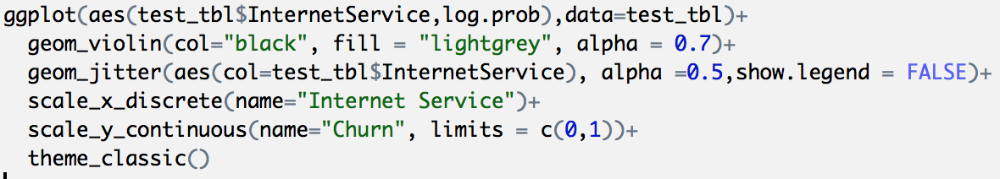 ggplot(aes(test_tbl$InternetService,log.prob),data=test_tbl)+
  geom_violin(col="black", fill = "lightgrey", alpha = 0.7)+
  geom_jitter(aes(col=test_tbl$InternetService), alpha =0.5,show.legend = FALSE)+
  scale_x_discrete(name="Internet Service")+
  scale_y_continuous(name="Churn", limits = c(0,1))+
  theme_classic()